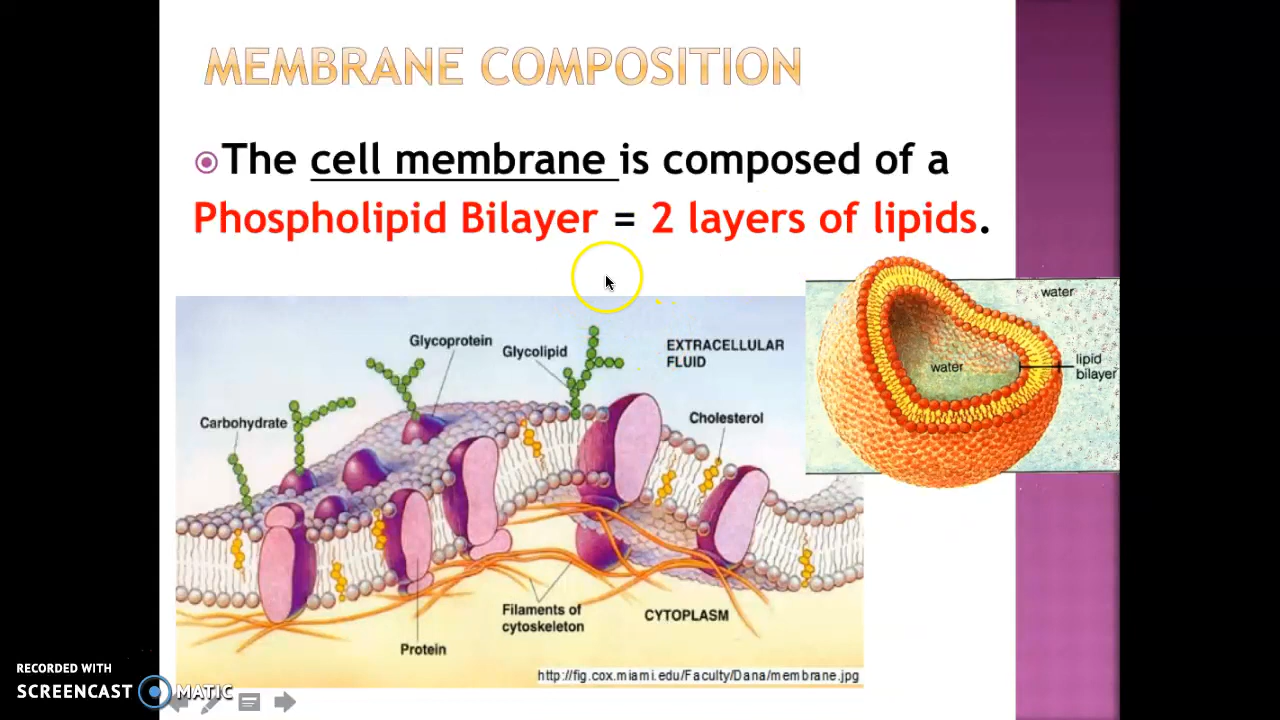 MEMBRANE COMPOSITION
The cell membrane is composed of a
Phospholipid Bilayer = 2 layers of lipids.
water
water
lipid
bilayer
Glycoprotein
Glycolipid
EXTRACELLULAR
FLUID
Carbohydrate
Cholesterol
Filaments of
cytoskeleton
CYTOPLASM
Protein
http://fig.cox.miami.edu/Faculty/Dana/membrane.jpg
RECORDED WITH
SCREENCAST MATIC